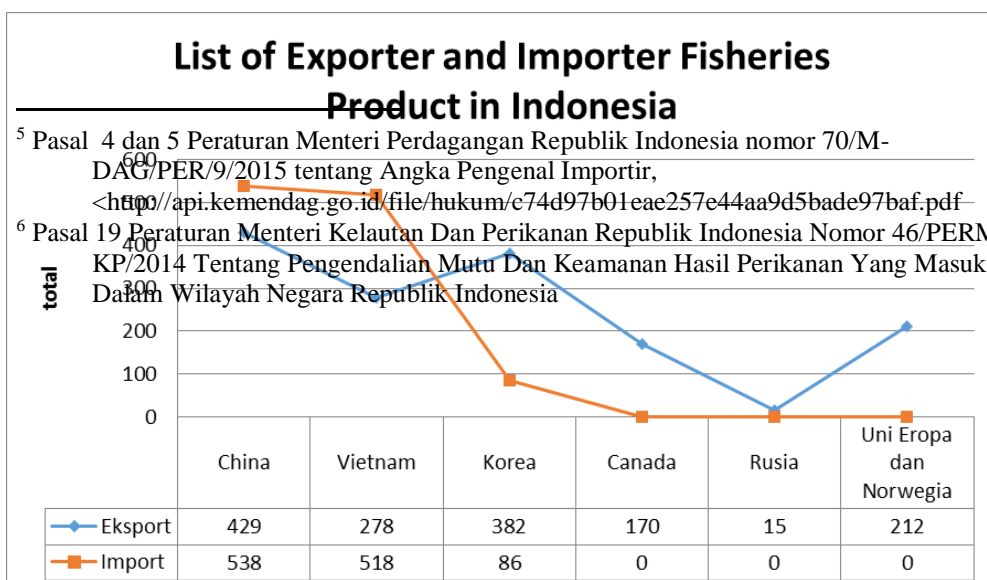 List of Exporter and Importer Fisheries
Product in Indonesia
5 Pasal 4 dan 5 Peraturan Menteri Perdagangan Republik Indonesia nomor 70/M-
DAG/PER/9/2015 tentang Angka Pengenal Importir,
<http://api.kemendag.go.id/file/hukum/c74d97b01eae257e44aa9d5bade97baf.pdf
6 Pasal 19 Peraturan Menteri Kelautan Dan Perikanan Republik Indonesia Nomor 46/PERM
KP/2014 Tentang Pengendalian Mutu Dan Keamanan Hasil Perikanan Yang Masuk
Dalam Wilayah Negara Republik Indonesia
total
600
500
400
300
200
100
0
China Vietnam Korea Canada Rusia Uni Eropa dan Norwegia
Eksport 429 278 382 170 15 212
Import 538 518 86 0 0 0